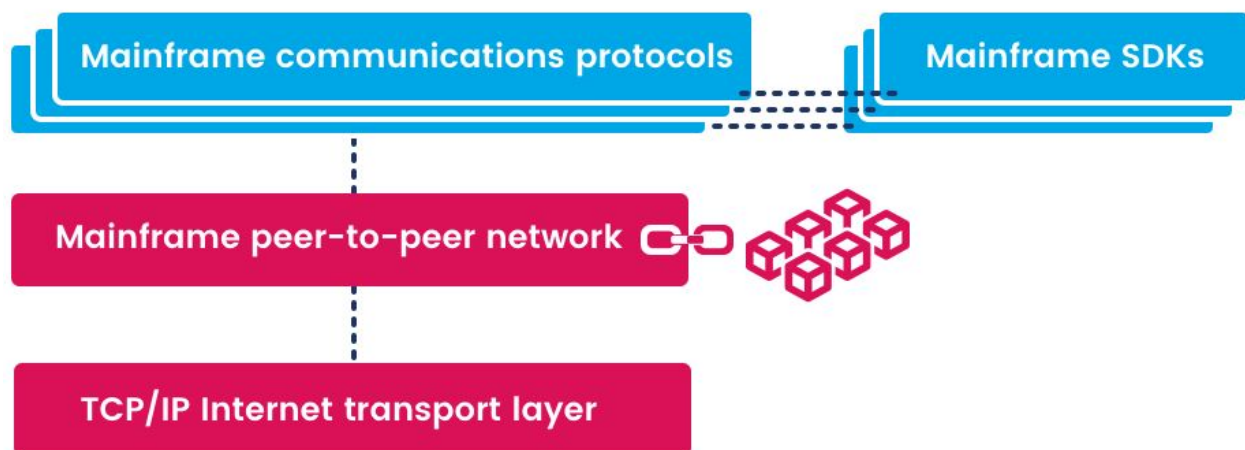 Mainframe communications protocols
Mainframe SDKs
Mainframe peer-to-peer network
TCP/IP Internet transport layer